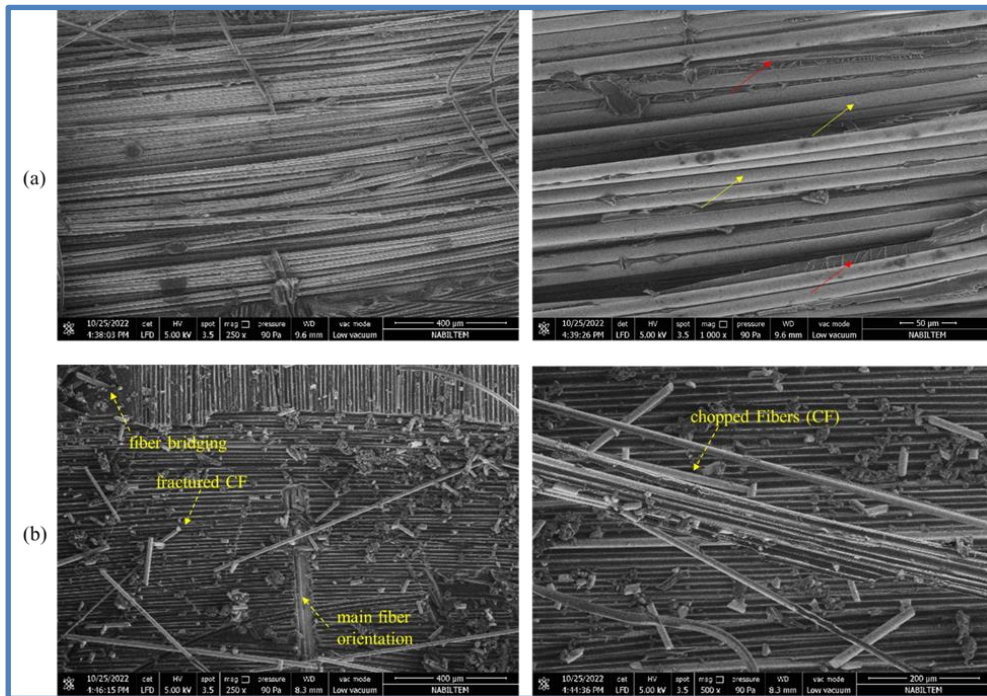 (a)
10/25/2022 det HV spot mag pressure WD vac mode 400 µm
4:38:03 PM LFD 5.00 kV 3.5 250 x 90 Pa 9.6 mm Low vacuum NABILTEM
10/25/2022 det HV spot mag pressure WD vac mode 50 µm
4:39:26 PM LFD 5.00 kV 3.5 1 000 x 90 Pa 9.6 mm Low vacuum NABILTEM
(b)
fiber bridging
fractured CF
main fiber
orientation
10/25/2022 det HV spot mag pressure WD vac mode 400 µm
4:46:15 PM LFD 5.00 kV 3.5 250 x 90 Pa 8.3 mm Low vacuum NABILTEM
chopped Fibers (CF)
10/25/2022 det HV spot mag pressure WD vac mode 200 µm
4:44:36 PM LFD 5.00 kV 3.5 500 x 90 Pa 8.3 mm Low vacuum NABILTEM